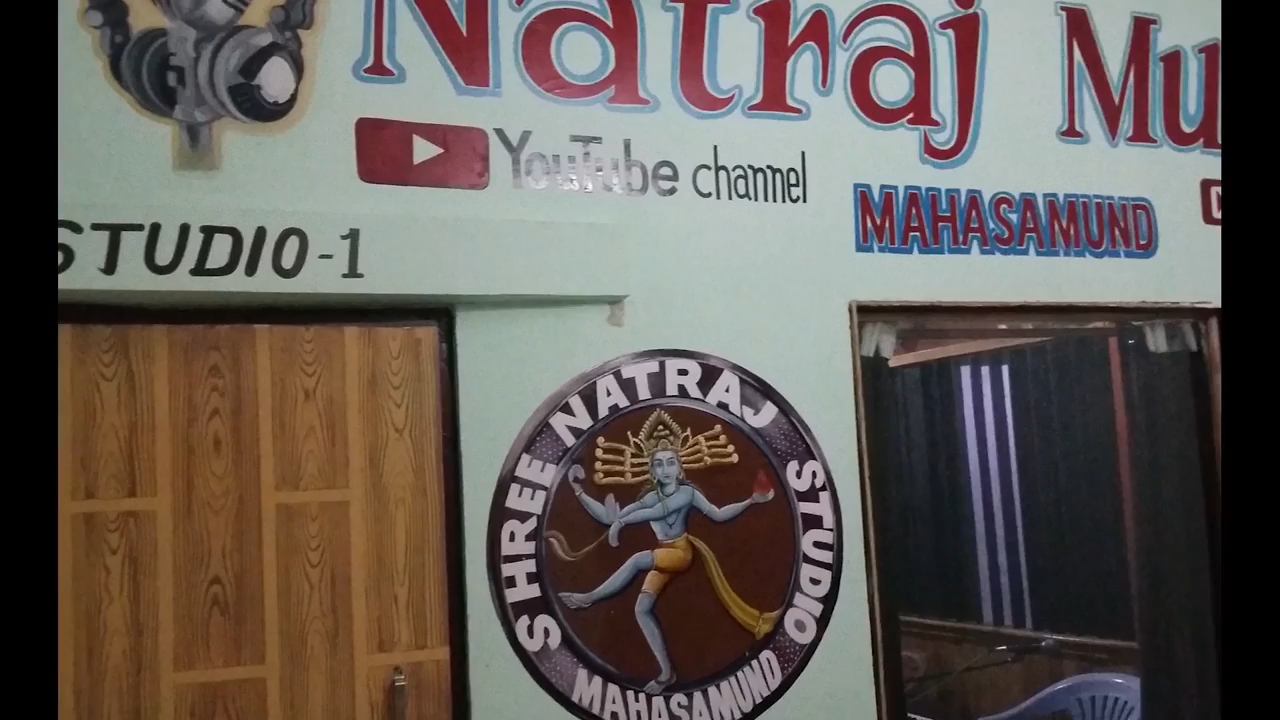 Natraj Mu
YouTube channel
MAHASAMUND
STUDIO-1
SHREE NATRAJ STUDIO
MAHASAMUND